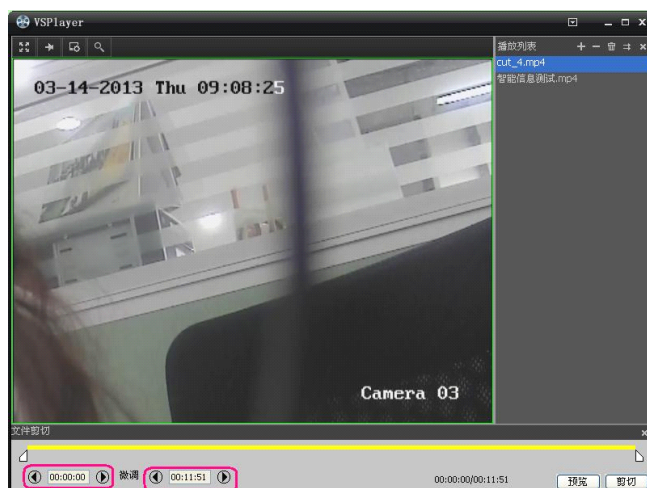 VSPlayer
播放列表
cut_4.mp4
智能信息测试.mp4
03-14-2013 Thu 09:08:25
Camera 03
文件剪切
00:00:00 微调 00:11:51 00:00:00/00:11:51 预览 剪切